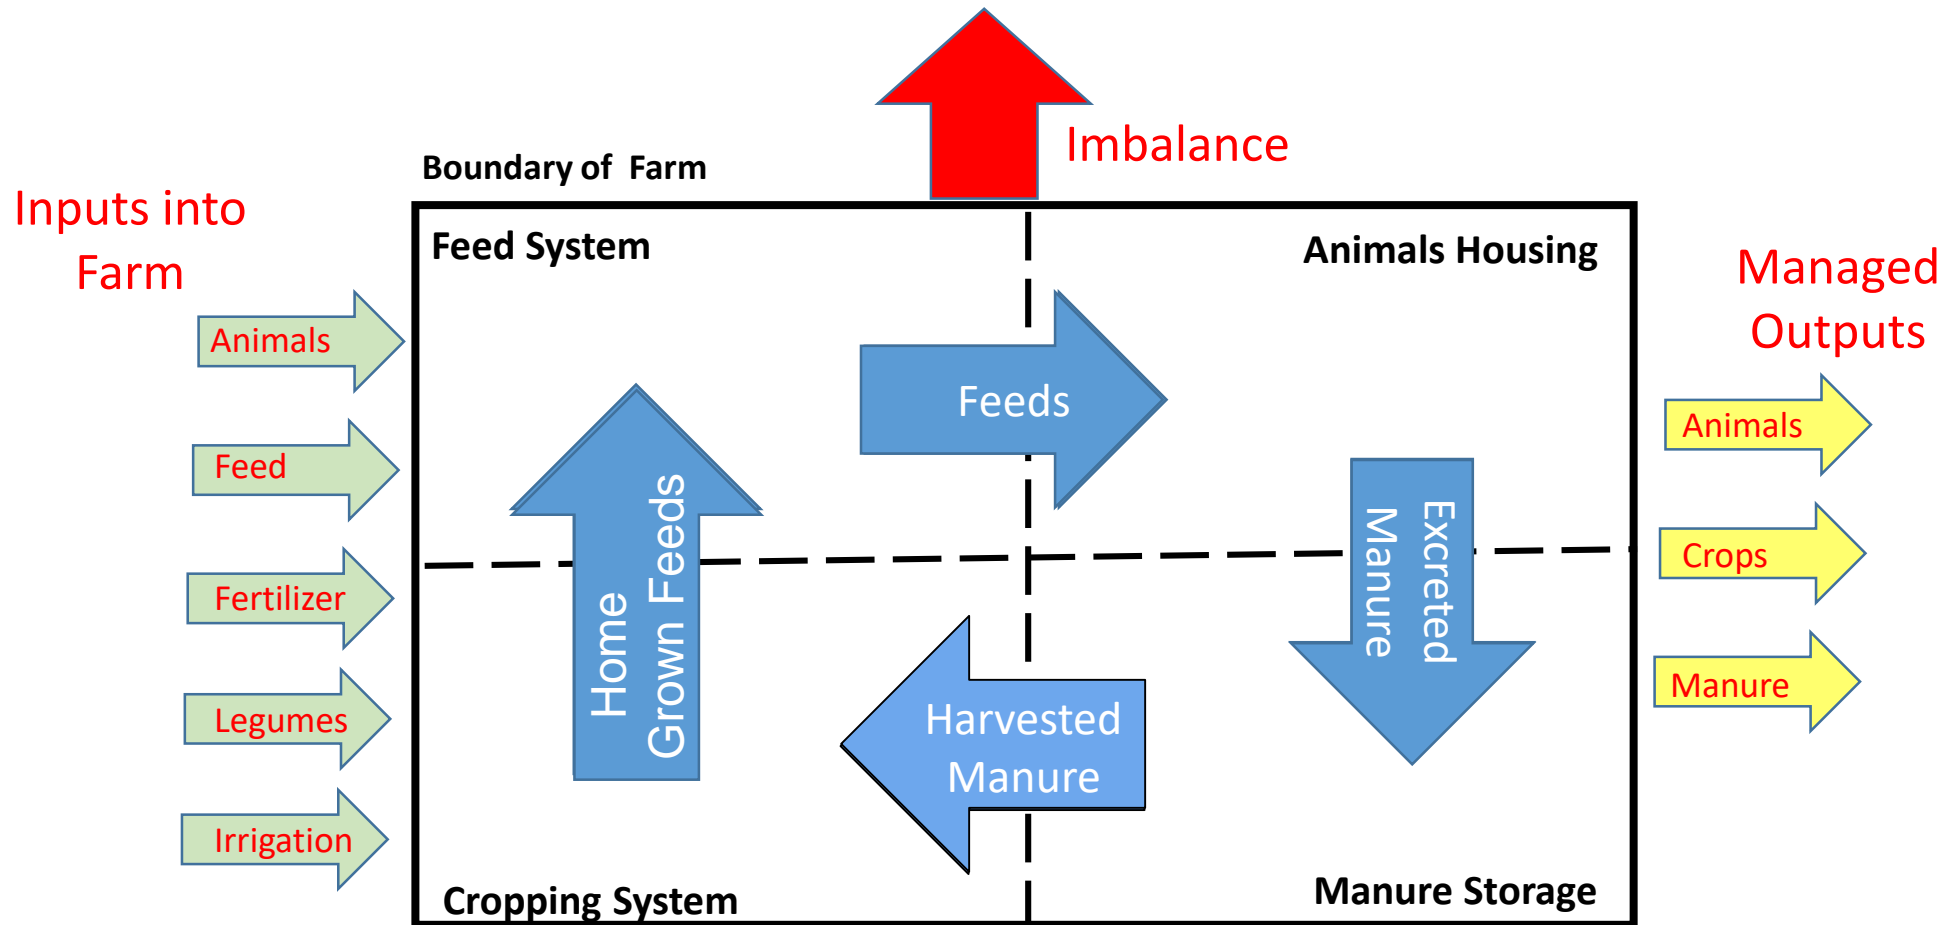 Imbalance
Boundary of Farm
Inputs into
Farm
Feed System
Animals Housing
Managed
Outputs
Animals
Feed
Fertilizer
Legumes
Irrigation
Feeds
Home
Grown Feeds
Excreted
Manure
Harvested
Manure
Animals
Crops
Manure
Cropping System
Manure Storage